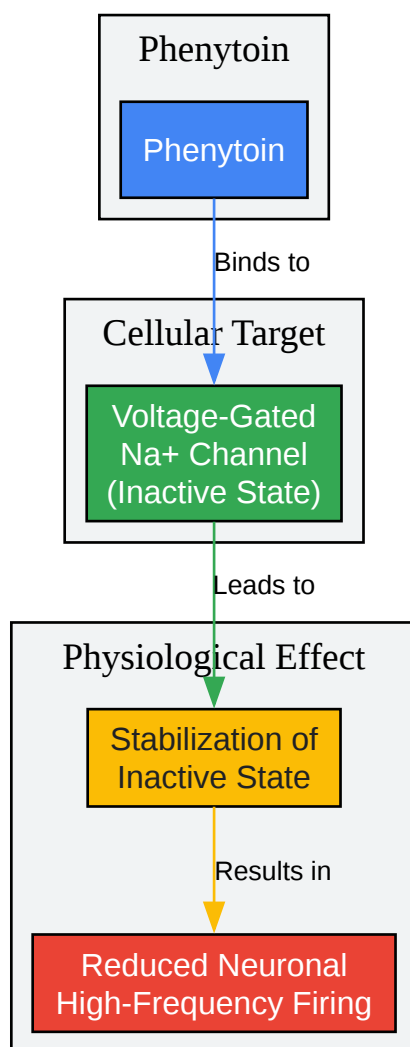 Phenytoin
Phenytoin
Binds to
Cellular Target
Voltage-Gated
Na+ Channel
(Inactive State)
Leads to
Physiological Effect
Stabilization of
Inactive State
Results in
Reduced Neuronal
High-Frequency Firing